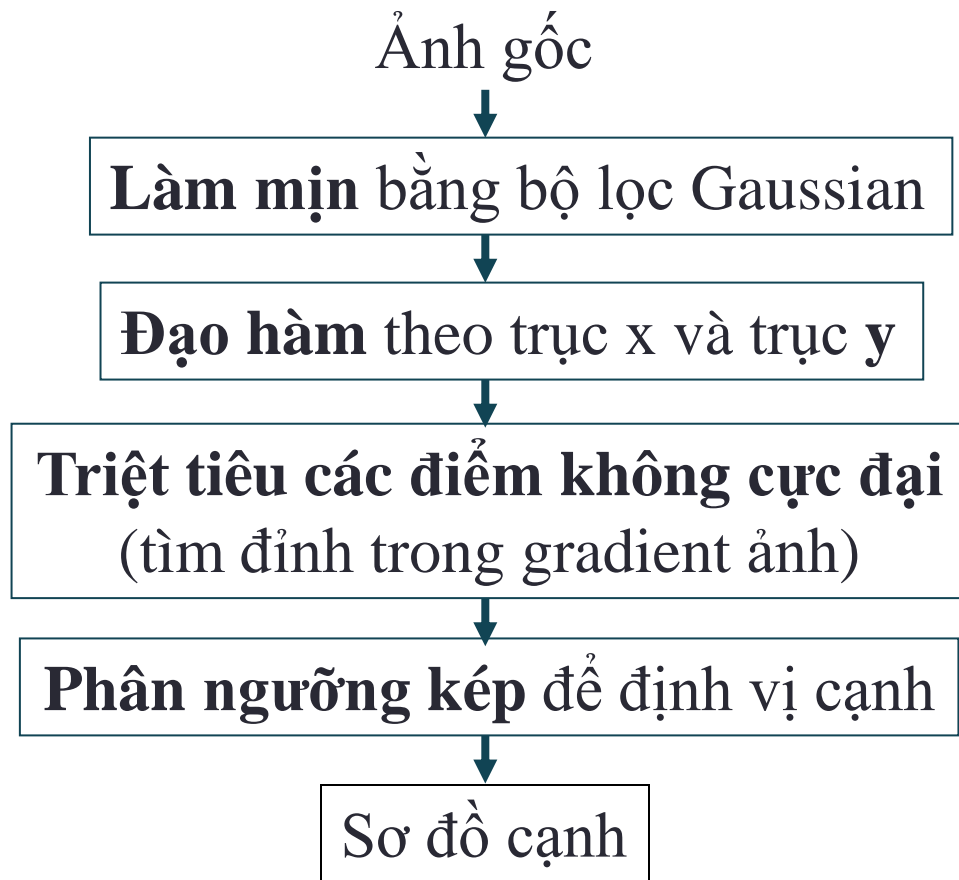 Ảnh gốc
Làm mịn bằng bộ lọc Gaussian
Đạo hàm theo trục x và trục y
Triệt tiêu các điểm không cực đại
(tìm đỉnh trong gradient ảnh)
Phân ngưỡng kép để định vị cạnh
Sơ đồ cạnh